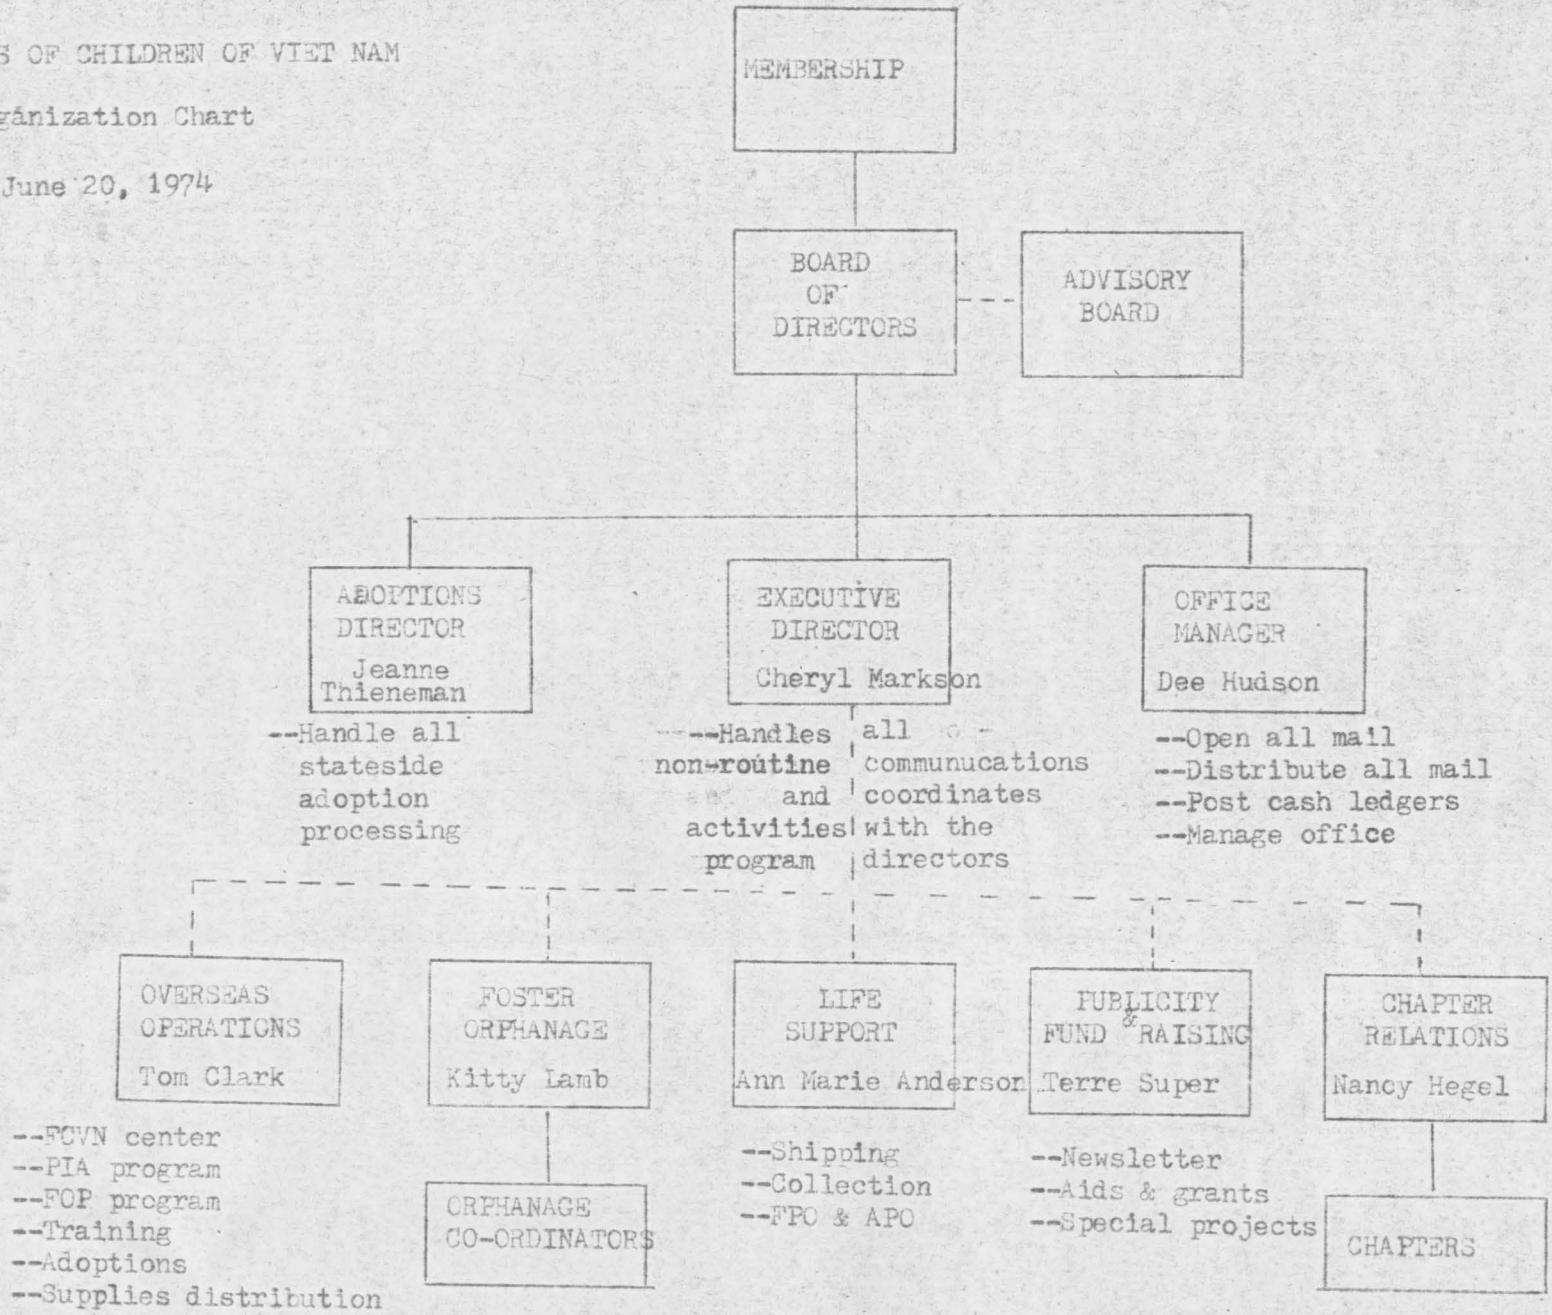 S OF CHILDREN OF VIET NAM
ganization Chart
June 20, 1974
MEMBERSHIP
BOARD
OF
DIRECTORS
ADVISORY
BOARD
ADOPTIONS
DIRECTOR
Jeanne
Thieneman
--Handle all
stateside
adoption
processing
EXECUTIVE
DIRECTOR
Cheryl Markson
--Handles all
non-routine communucations
and coordinates
activities with the
program directors
OFFICE
MANAGER
Dee Hudson
--Open all mail
--Distribute all mail
--Post cash ledgers
--Manage office
OVERSEAS
OPERATIONS
Tom Clark
--FCVN center
--PIA program
--FOP program
--Training
--Adoptions
--Supplies distribution
FOSTER
ORPHANAGE
Kitty Lamb
ORPHANAGE
CO-ORDINATORS
LIFE
SUPPORT
Ann Marie Anderson
--Shipping
--Collection
--FPO & APO
PUBLICITY
&
FUND RAISING
Terre Super
--Newsletter
--Aids & grants
--Special projects
CHAPTER
RELATIONS
Nancy Hegel
CHAPTERS